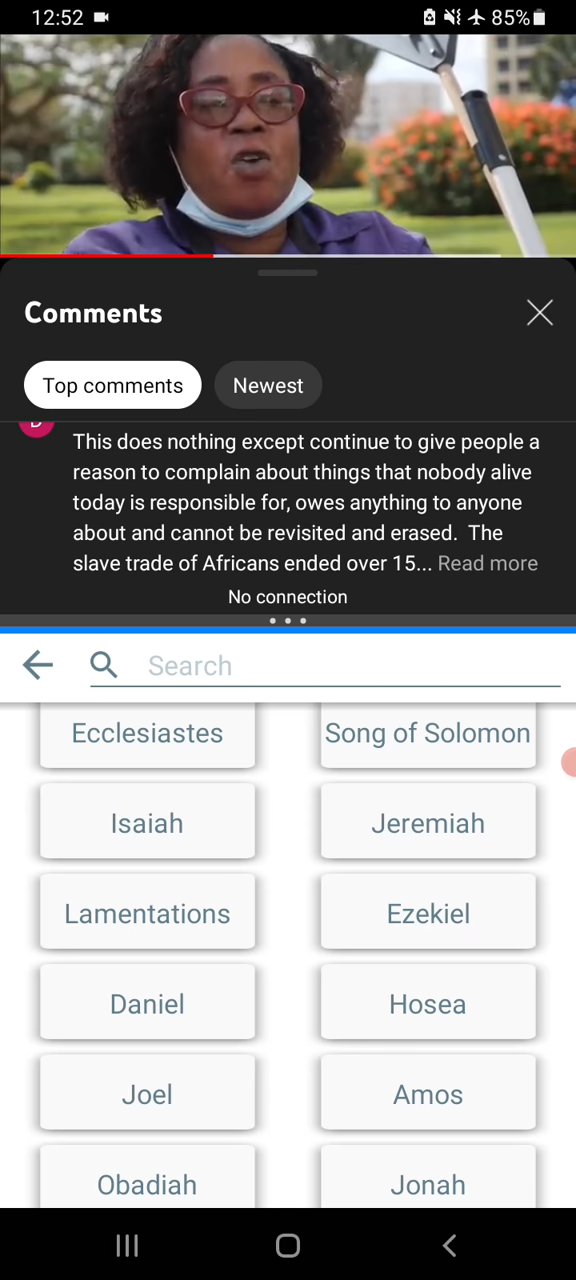 12:52
85%
Comments
Top comments
Newest
This does nothing except continue to give people a
reason to complain about things that nobody alive
today is responsible for, owes anything to anyone
about and cannot be revisited and erased.  The
slave trade of Africans ended over 15... Read more
No connection
Search
Ecclesiastes
Song of Solomon
Isaiah
Jeremiah
Lamentations
Ezekiel
Daniel
Hosea
Joel
Amos
Obadiah
Jonah